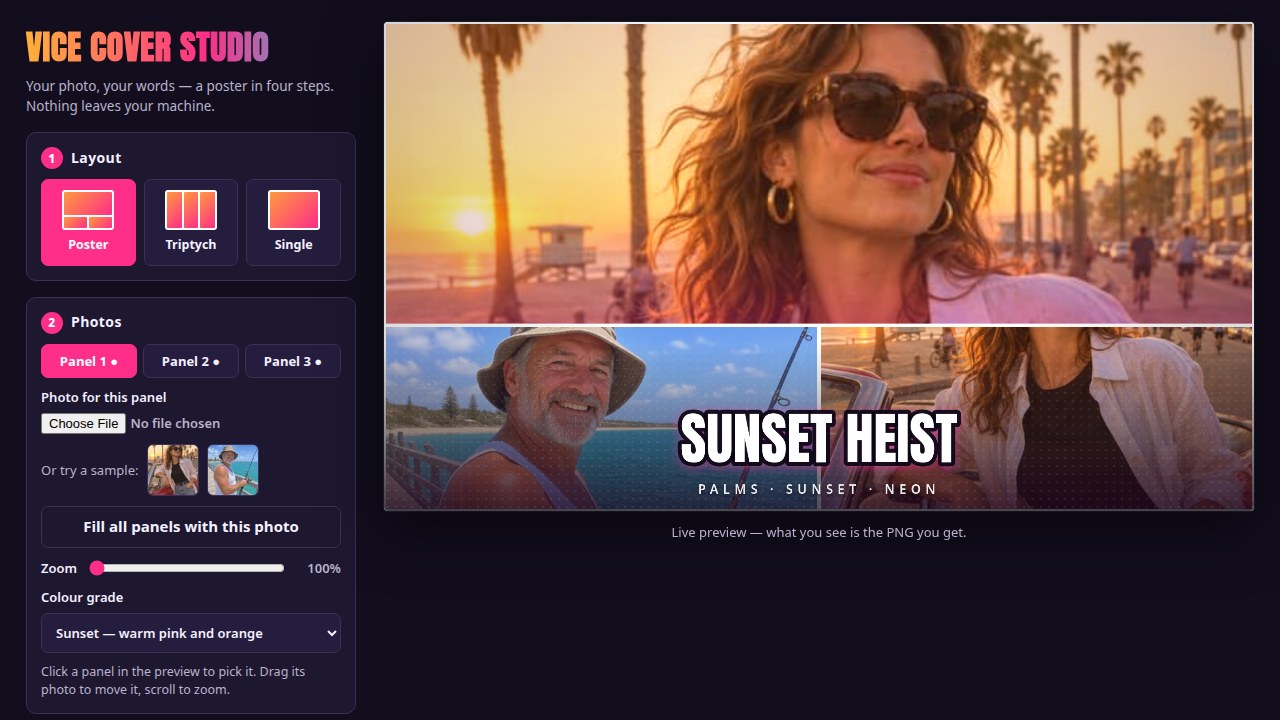 VICE COVER STUDIO
Your photo, your words — a poster in four steps.
Nothing leaves your machine.
1 Layout
Poster
Triptych
Single
2 Photos
Panel 1 ●
Panel 2 ●
Panel 3 ●
Photo for this panel
Choose File No file chosen
Or try a sample:
Fill all panels with this photo
Zoom 100%
Colour grade
Sunset — warm pink and orange
Click a panel in the preview to pick it. Drag its
photo to move it, scroll to zoom.
SUNSET HEIST
PALMS · SUNSET · NEON
Live preview — what you see is the PNG you get.